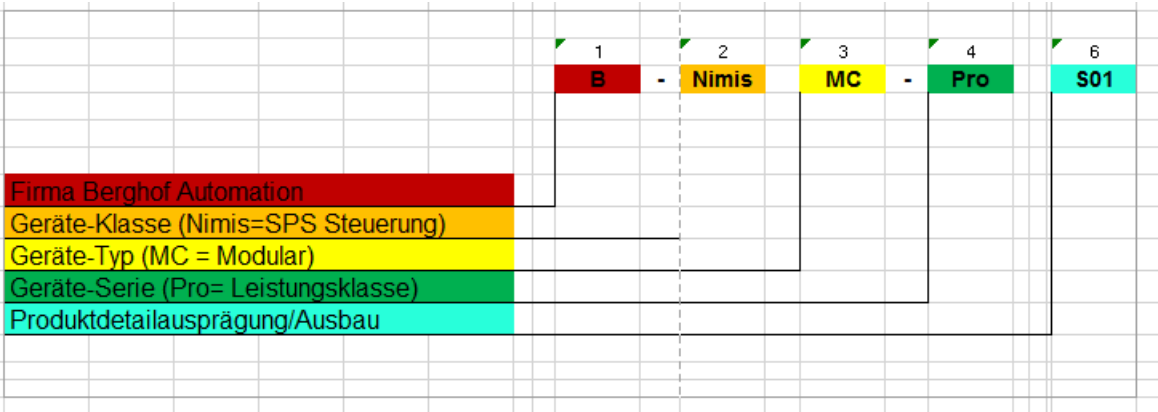 1 2 3 4 6
B - Nimis MC - Pro S01
Firma Berghof Automation
Geräte-Klasse (Nimis=SPS Steuerung)
Geräte-Typ (MC = Modular)
Geräte-Serie (Pro= Leistungsklasse)
Produktdetailausprägung/Ausbau